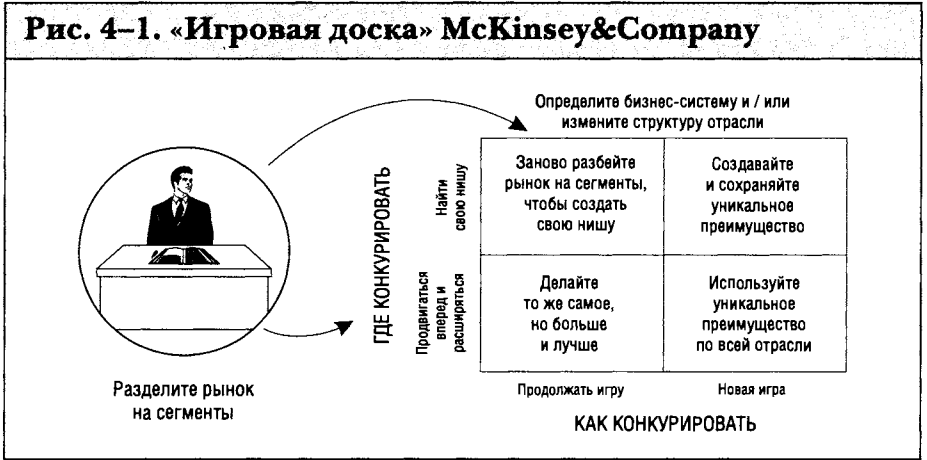 Рис. 4–1. «Игровая доска» McKinsey&Company
Определите бизнес-систему и / или
измените структуру отрасли
ГДЕ КОНКУРИРОВАТЬ
Найти
свою нишу
Заново разбейте
рынок на сегменты,
чтобы создать
свою нишу
Создавайте
и сохраняйте
уникальное
преимущество
Продвигаться
вперед и
расширяться
Делайте
то же самое,
но больше
и лучше
Используйте
уникальное
преимущество
по всей отрасли
Разделите рынок
на сегменты
Продолжать игру
Новая игра
КАК КОНКУРИРОВАТЬ